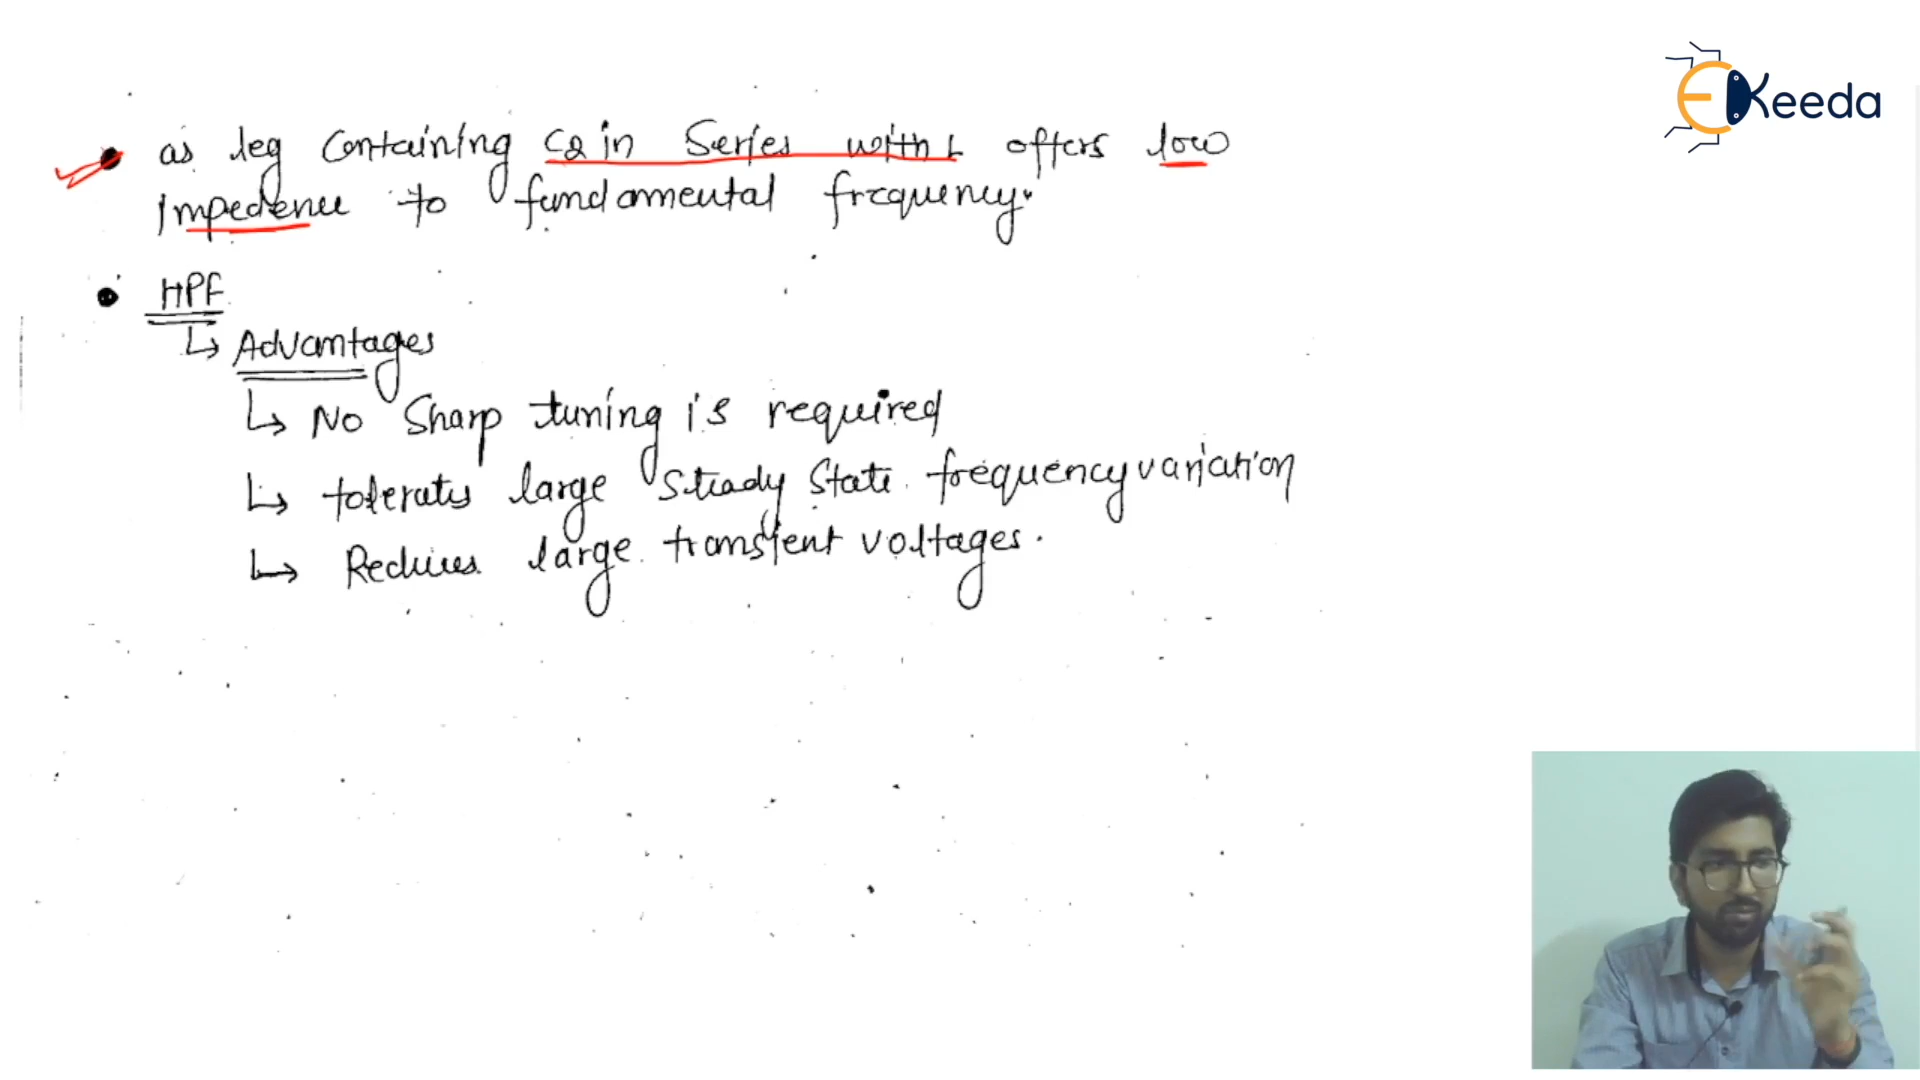 EKeeda
as leg containing C2 in Series with L offers low
Impedence to fundamental frequency.
HPF
Advantages
No Sharp tuning is required
tolerates large steady state frequency variation
Reduces large transient voltages.